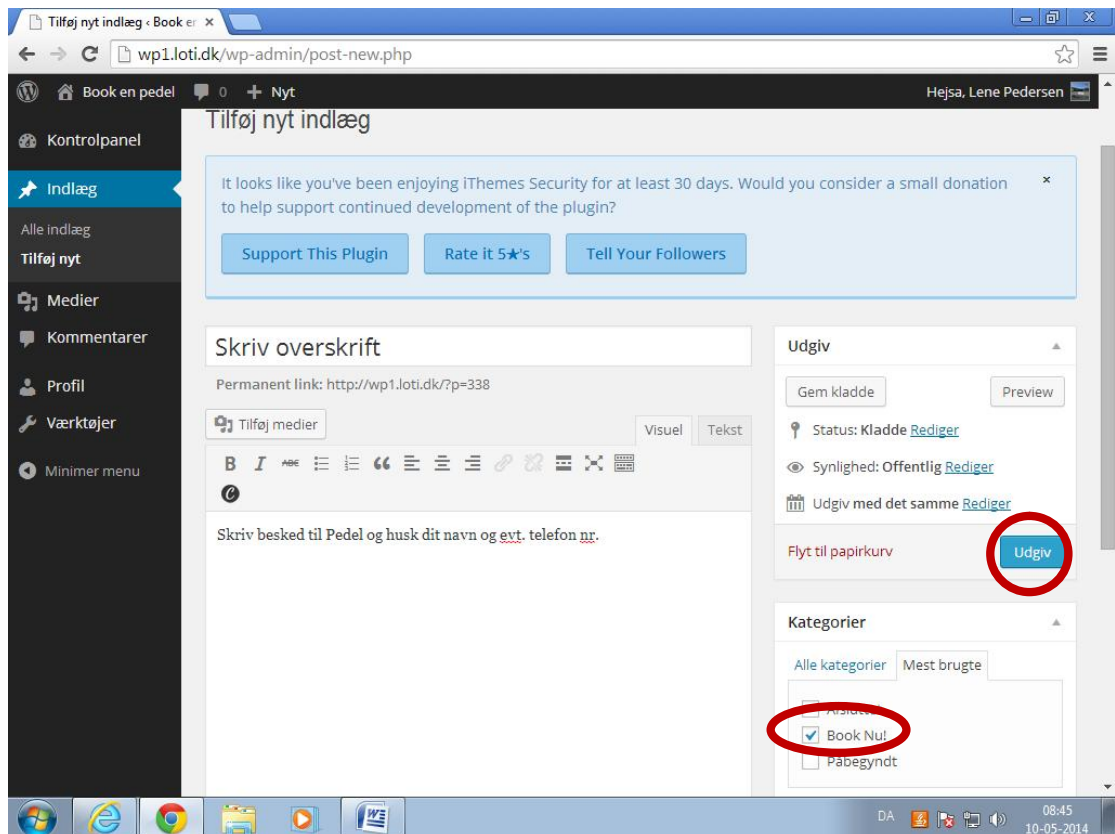 Tilføj nyt indlæg ‹ Book er
wp1.loti.dk/wp-admin/post-new.php
Book en pedel 0 + Nyt Hejsa, Lene Pedersen
Tilføj nyt indlæg
Kontrolpanel
Indlæg
Alle indlæg
Tilføj nyt
Medier
Kommentarer
Profil
Værktøjer
Minimer menu
It looks like you've been enjoying iThemes Security for at least 30 days. Would you consider a small donation
to help support continued development of the plugin?
Support This Plugin Rate it 5★'s Tell Your Followers
Skriv overskrift
Permanent link: http://wp1.loti.dk/?p=338
Tilføj medier
Visuel Tekst
B I ABC
Skriv besked til Pedel og husk dit navn og evt. telefon nr.
Udgiv
Gem kladde Preview
Status: Kladde Rediger
Synlighed: Offentlig Rediger
Udgiv med det samme Rediger
Flyt til papirkurv Udgiv
Kategorier
Alle kategorier Mest brugte
Book Nu!
Påbegyndt
DA 08:45
10-05-2014